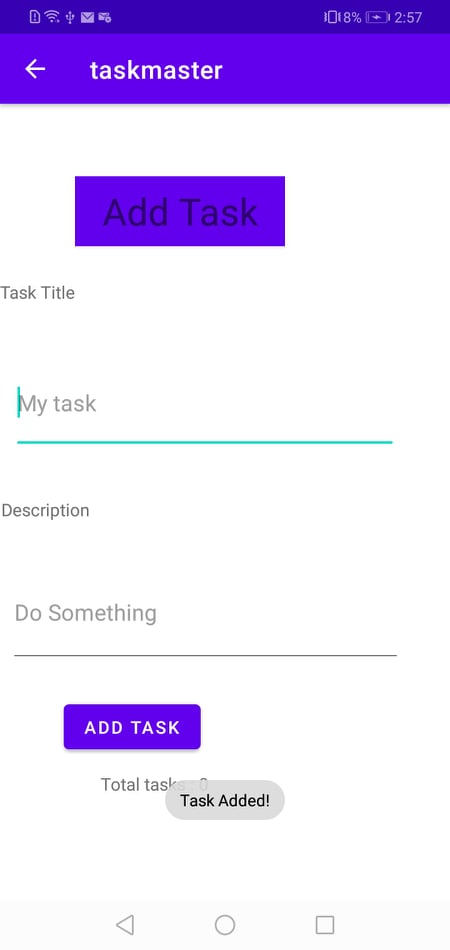 8% 2:57
taskmaster
Add Task
Task Title
My task
Description
Do Something
ADD TASK
Total tasks : 0
Task Added!